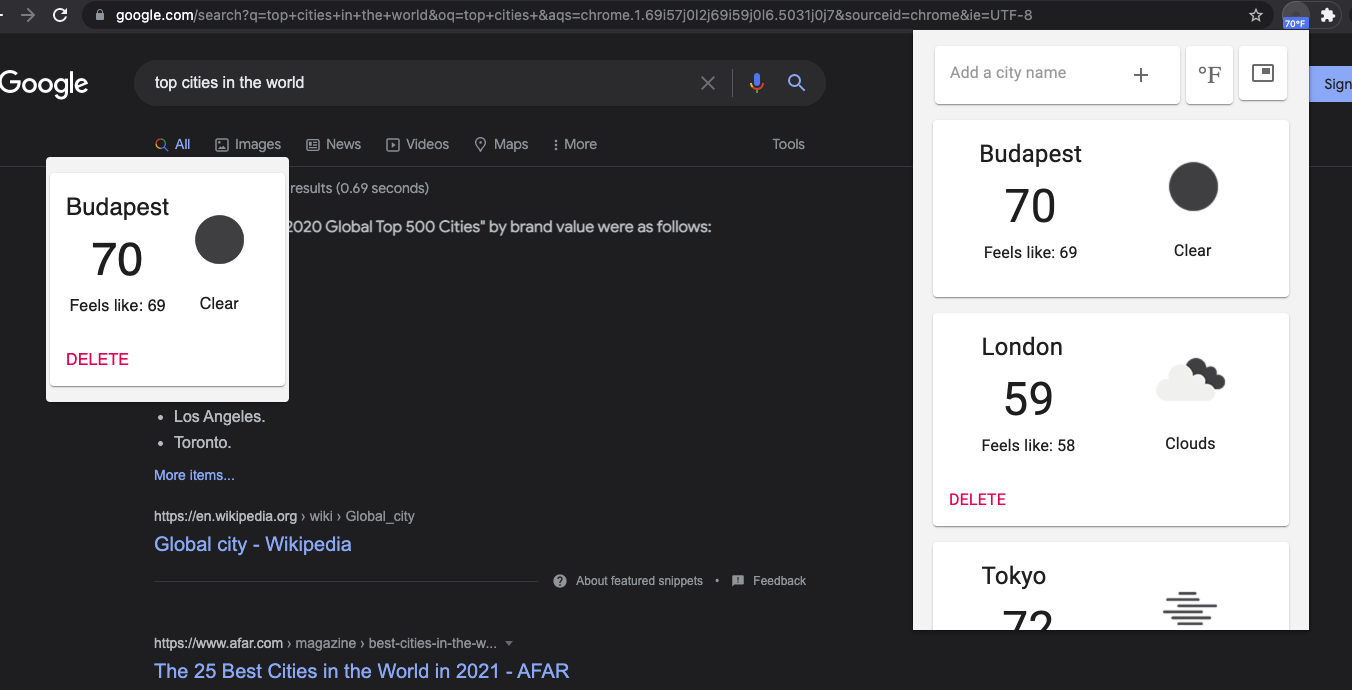 google.com/search?q=top+cities+in+the+world&oq=top+cities+&aqs=chrome.1.69i57j0l2j69i59j0l6.5031j0j7&sourceid=chrome&ie=UTF-8
70°F
Google
top cities in the world
Sign
All
Images
News
Videos
Maps
More
Tools
results (0.69 seconds)
2020 Global Top 500 Cities" by brand value were as follows:
Budapest
70
Feels like: 69
Clear
DELETE
• Los Angeles.
• Toronto.
More items...
https://en.wikipedia.org › wiki › Global_city
Global city - Wikipedia
About featured snippets • Feedback
https://www.afar.com › magazine › best-cities-in-the-w...
The 25 Best Cities in the World in 2021 - AFAR
Add a city name
+
°F
Budapest
70
Feels like: 69
Clear
London
59
Feels like: 58
Clouds
DELETE
Tokyo
72